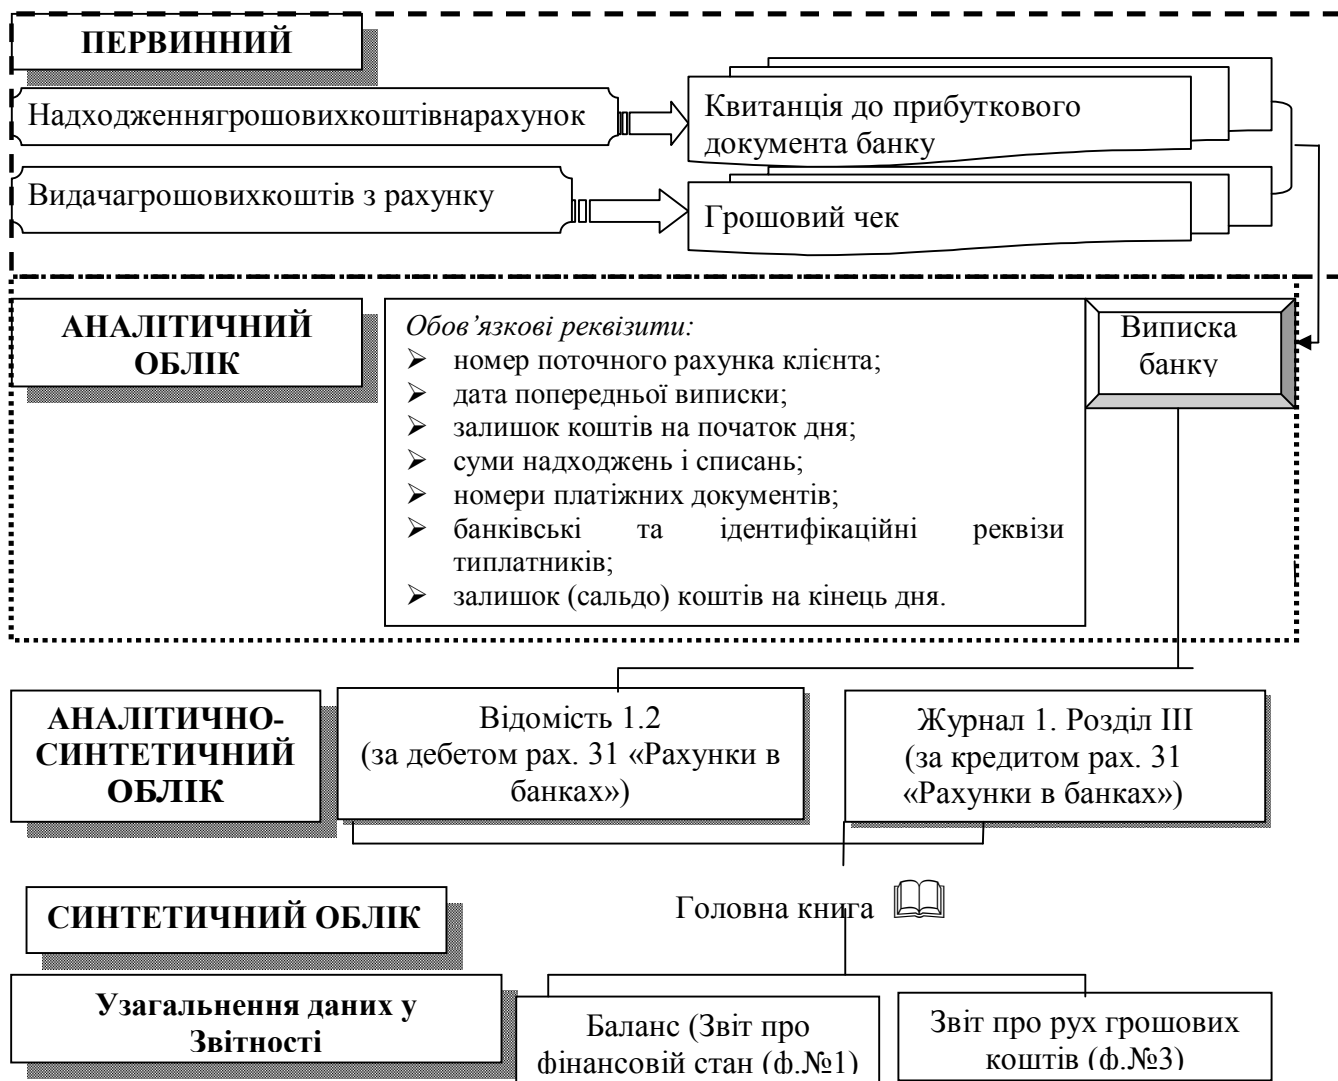 ПЕРВИННИЙ
Надходженнягрошовихкоштівнарахунок
Квитанція до прибуткового
документа банку
Видачагрошовихкоштів з рахунку
Грошовий чек
АНАЛІТИЧНИЙ
ОБЛІК
Обов’язкові реквізити:
номер поточного рахунка клієнта;
дата попередньої виписки;
залишок коштів на початок дня;
суми надходжень і списань;
номери платіжних документів;
банківські та ідентифікаційні реквізи
типлатників;
залишок (сальдо) коштів на кінець дня.
Виписка
банку
АНАЛІТИЧНО-
СИНТЕТИЧНИЙ
ОБЛІК
Відомість 1.2
(за дебетом рах. 31 «Рахунки в
банках»)
Журнал 1. Розділ ІІІ
(за кредитом рах. 31
«Рахунки в банках»)
СИНТЕТИЧНИЙ ОБЛІК
Головна книга
Узагальнення даних у
Звітності
Баланс (Звіт про
фінансовій стан (ф.№1)
Звіт про рух грошових
коштів (ф.№3)